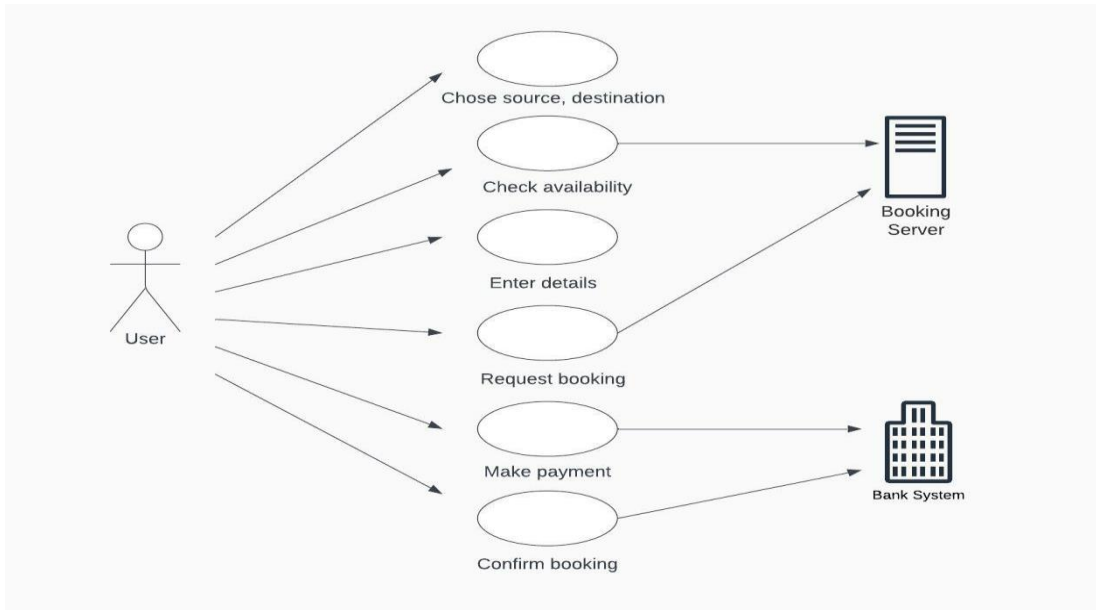 Chose source, destination
Check availability
Booking
Server
Enter details
User
Request booking
Make payment
Bank System
Confirm booking